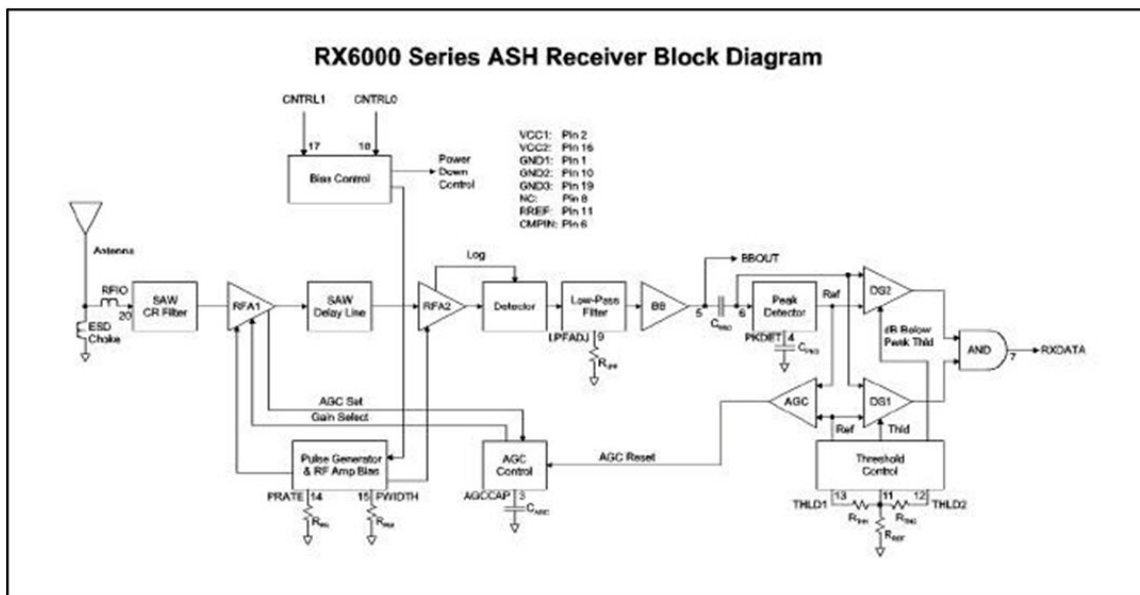 RX6000 Series ASH Receiver Block Diagram
CNTRL1 CNTRL0
17 18
Bias Control
Power
Down
Control
VCC1: Pin 2
VCC2: Pin 16
GND1: Pin 1
GND2: Pin 10
GND3: Pin 19
NC: Pin 8
RREF: Pin 11
CMPIN: Pin 6
Antenna
RFIO
20
ESD
Choke
SAW
CR Filter
RFA1
SAW
Delay Line
Log
RFA2
Detector
Low-Pass
Filter
LPFADJ 9
BB
BBOUT
5
6
Peak
Detector
PKDET 4
Ref
DS2
dB Below
Peak Thld
AND
7
RXDATA
AGC
DS1
Ref
Thld
AGC Set
Gain Select
Pulse Generator
& RF Amp Bias
PRATE 14
15 PWIDTH
AGC
Control
AGCCAP 3
AGC Reset
Threshold
Control
THLD1 13 11 12 THLD2